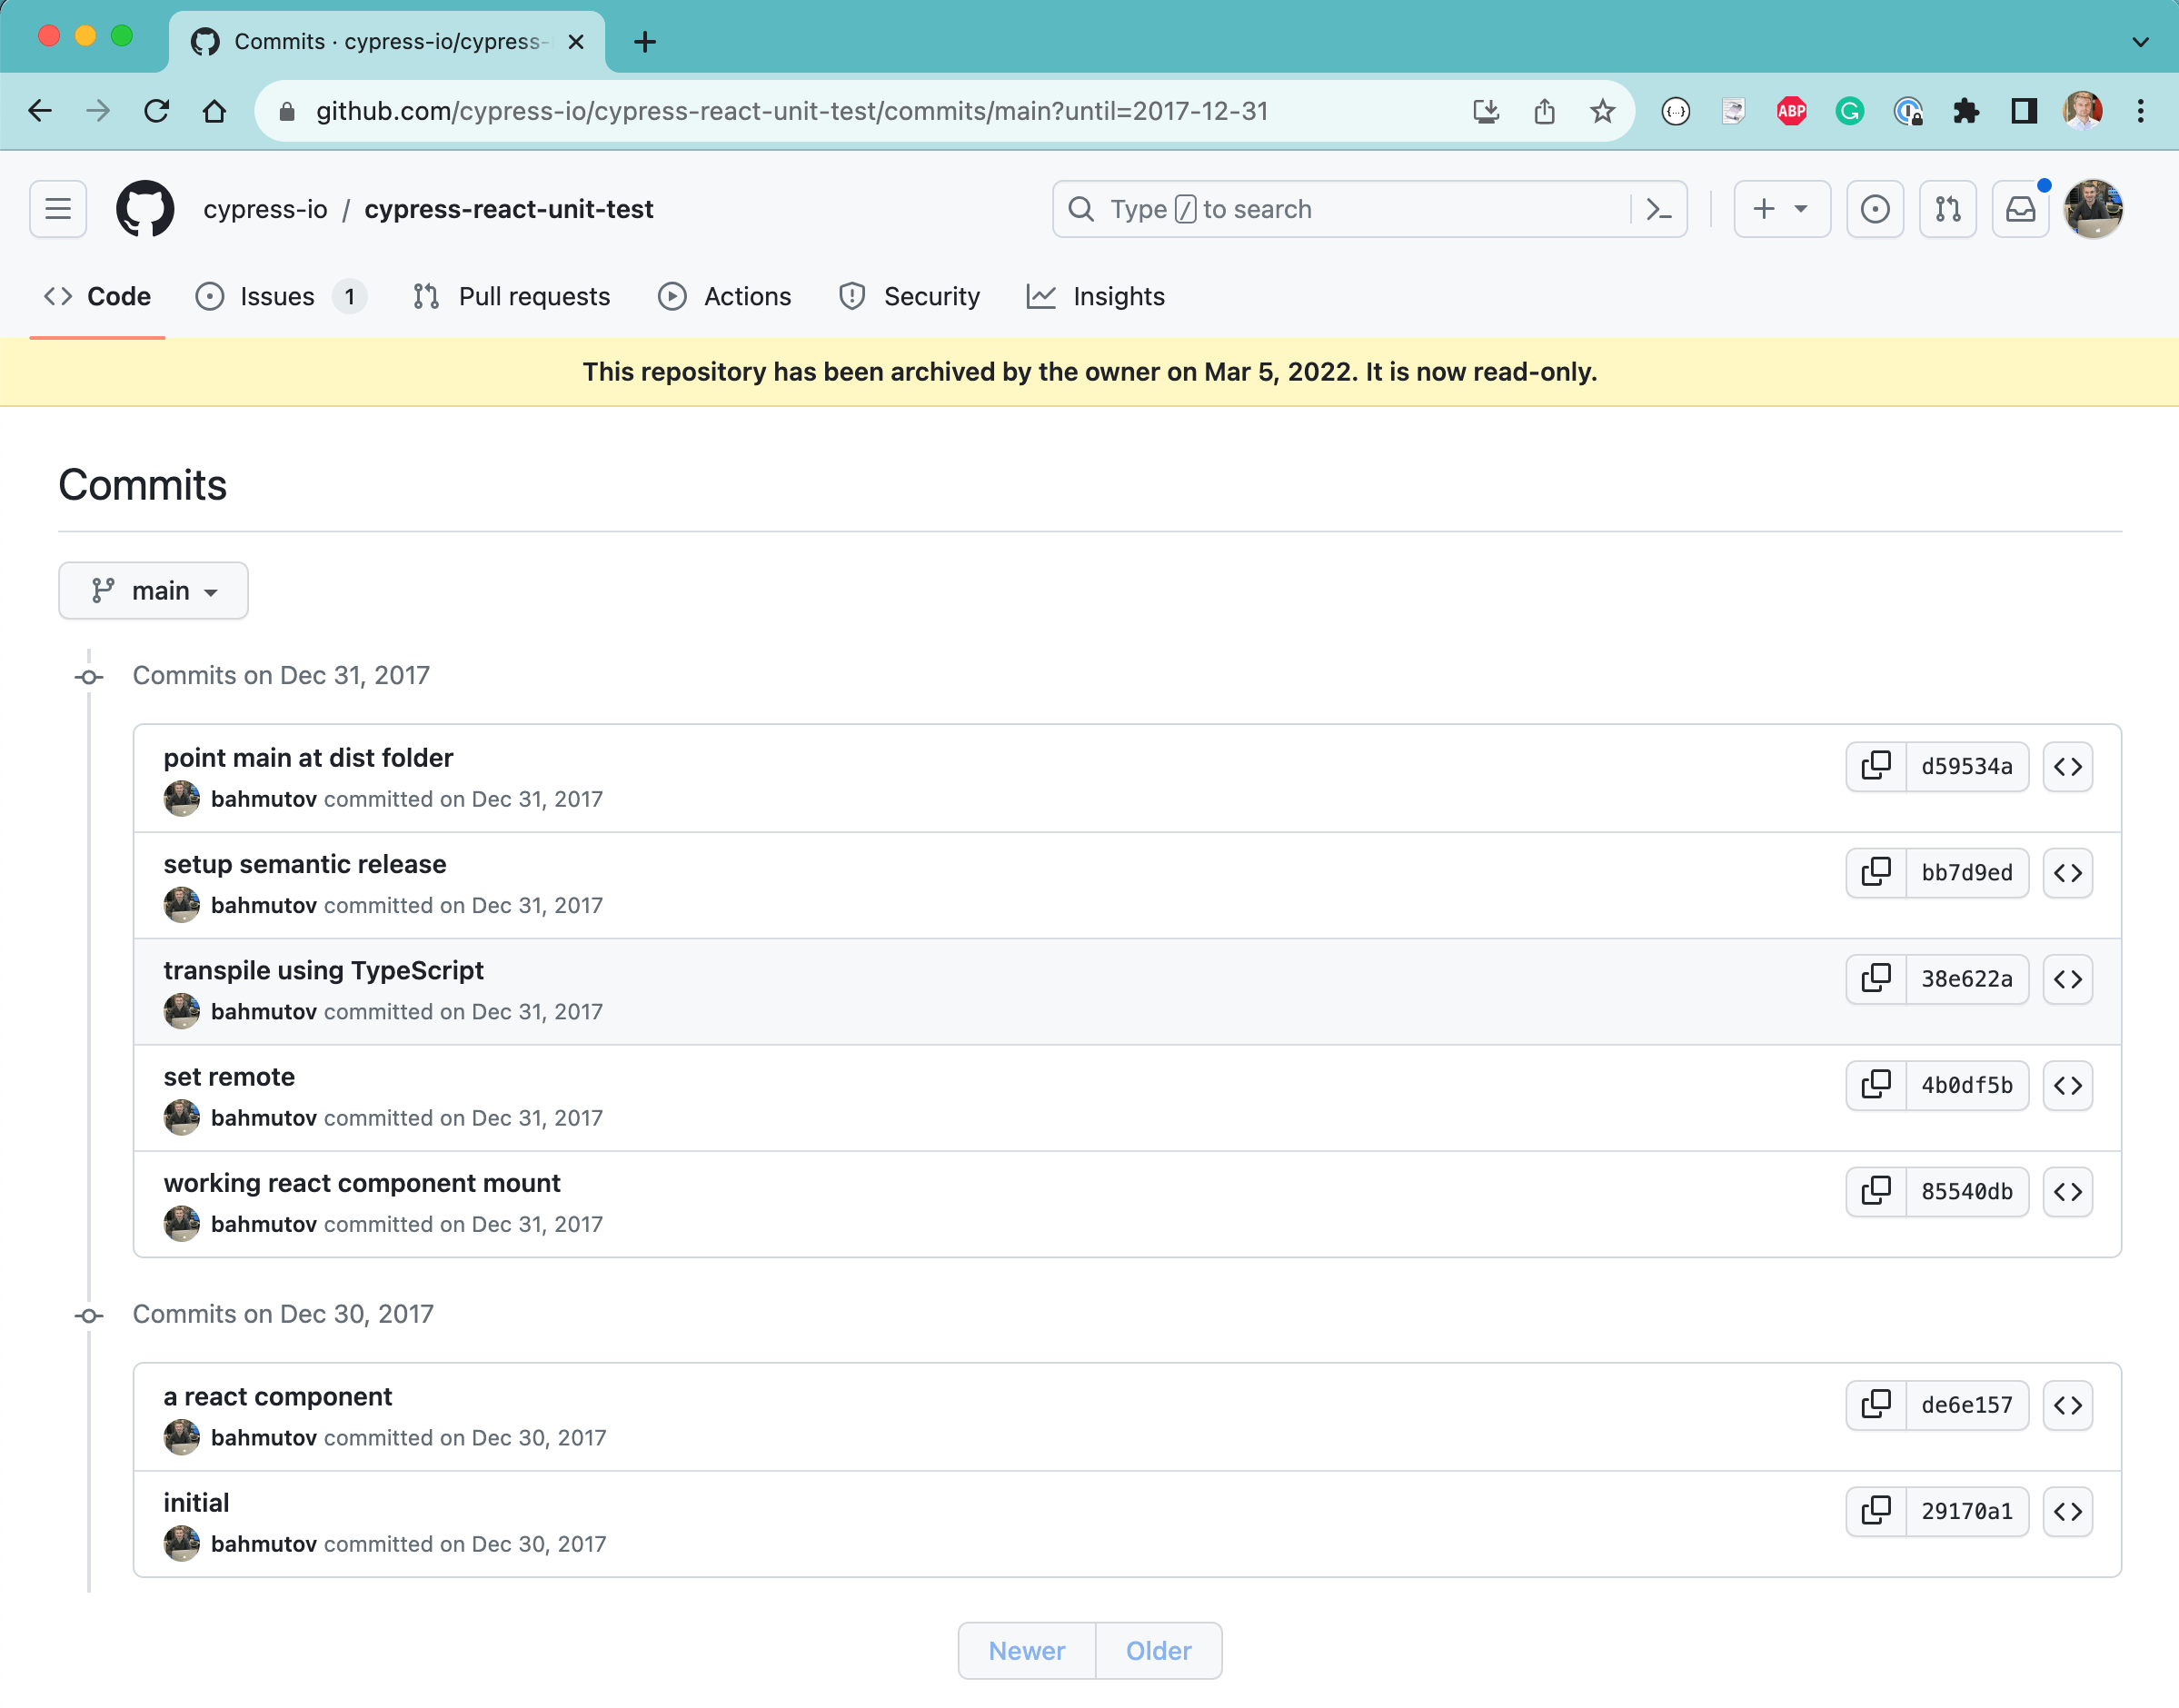 Commits · cypress-io/cypress-
github.com/cypress-io/cypress-react-unit-test/commits/main?until=2017-12-31
ABP
cypress-io / cypress-react-unit-test
Type / to search
Code
Issues 1
Pull requests
Actions
Security
Insights
This repository has been archived by the owner on Mar 5, 2022. It is now read-only.
Commits
main
Commits on Dec 31, 2017
point main at dist folder
d59534a
bahmutov committed on Dec 31, 2017
setup semantic release
bb7d9ed
bahmutov committed on Dec 31, 2017
transpile using TypeScript
38e622a
bahmutov committed on Dec 31, 2017
set remote
4b0df5b
bahmutov committed on Dec 31, 2017
working react component mount
85540db
bahmutov committed on Dec 31, 2017
Commits on Dec 30, 2017
a react component
de6e157
bahmutov committed on Dec 30, 2017
initial
29170a1
bahmutov committed on Dec 30, 2017
Newer
Older